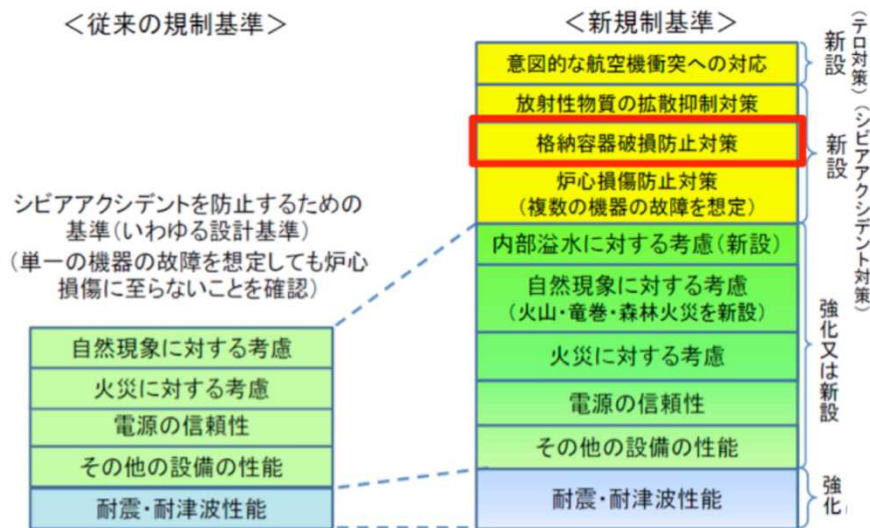 <従来の規制基準>
シビアアクシデントを防止するための
基準(いわゆる設計基準)
(単一の機器の故障を想定しても炉心
損傷に至らないことを確認)
自然現象に対する考慮
火災に対する考慮
電源の信頼性
その他の設備の性能
耐震・耐津波性能
<新規制基準>
意図的な航空機衝突への対応
放射性物質の拡散抑制対策
格納容器破損防止対策
炉心損傷防止対策
(複数の機器の故障を想定)
内部溢水に対する考慮(新設)
自然現象に対する考慮
(火山・竜巻・森林火災を新設)
火災に対する考慮
電源の信頼性
その他の設備の性能
耐震・耐津波性能
新設
(テロ対策)
新設
(シビアアクシデント対策)
強化又は新設
強化